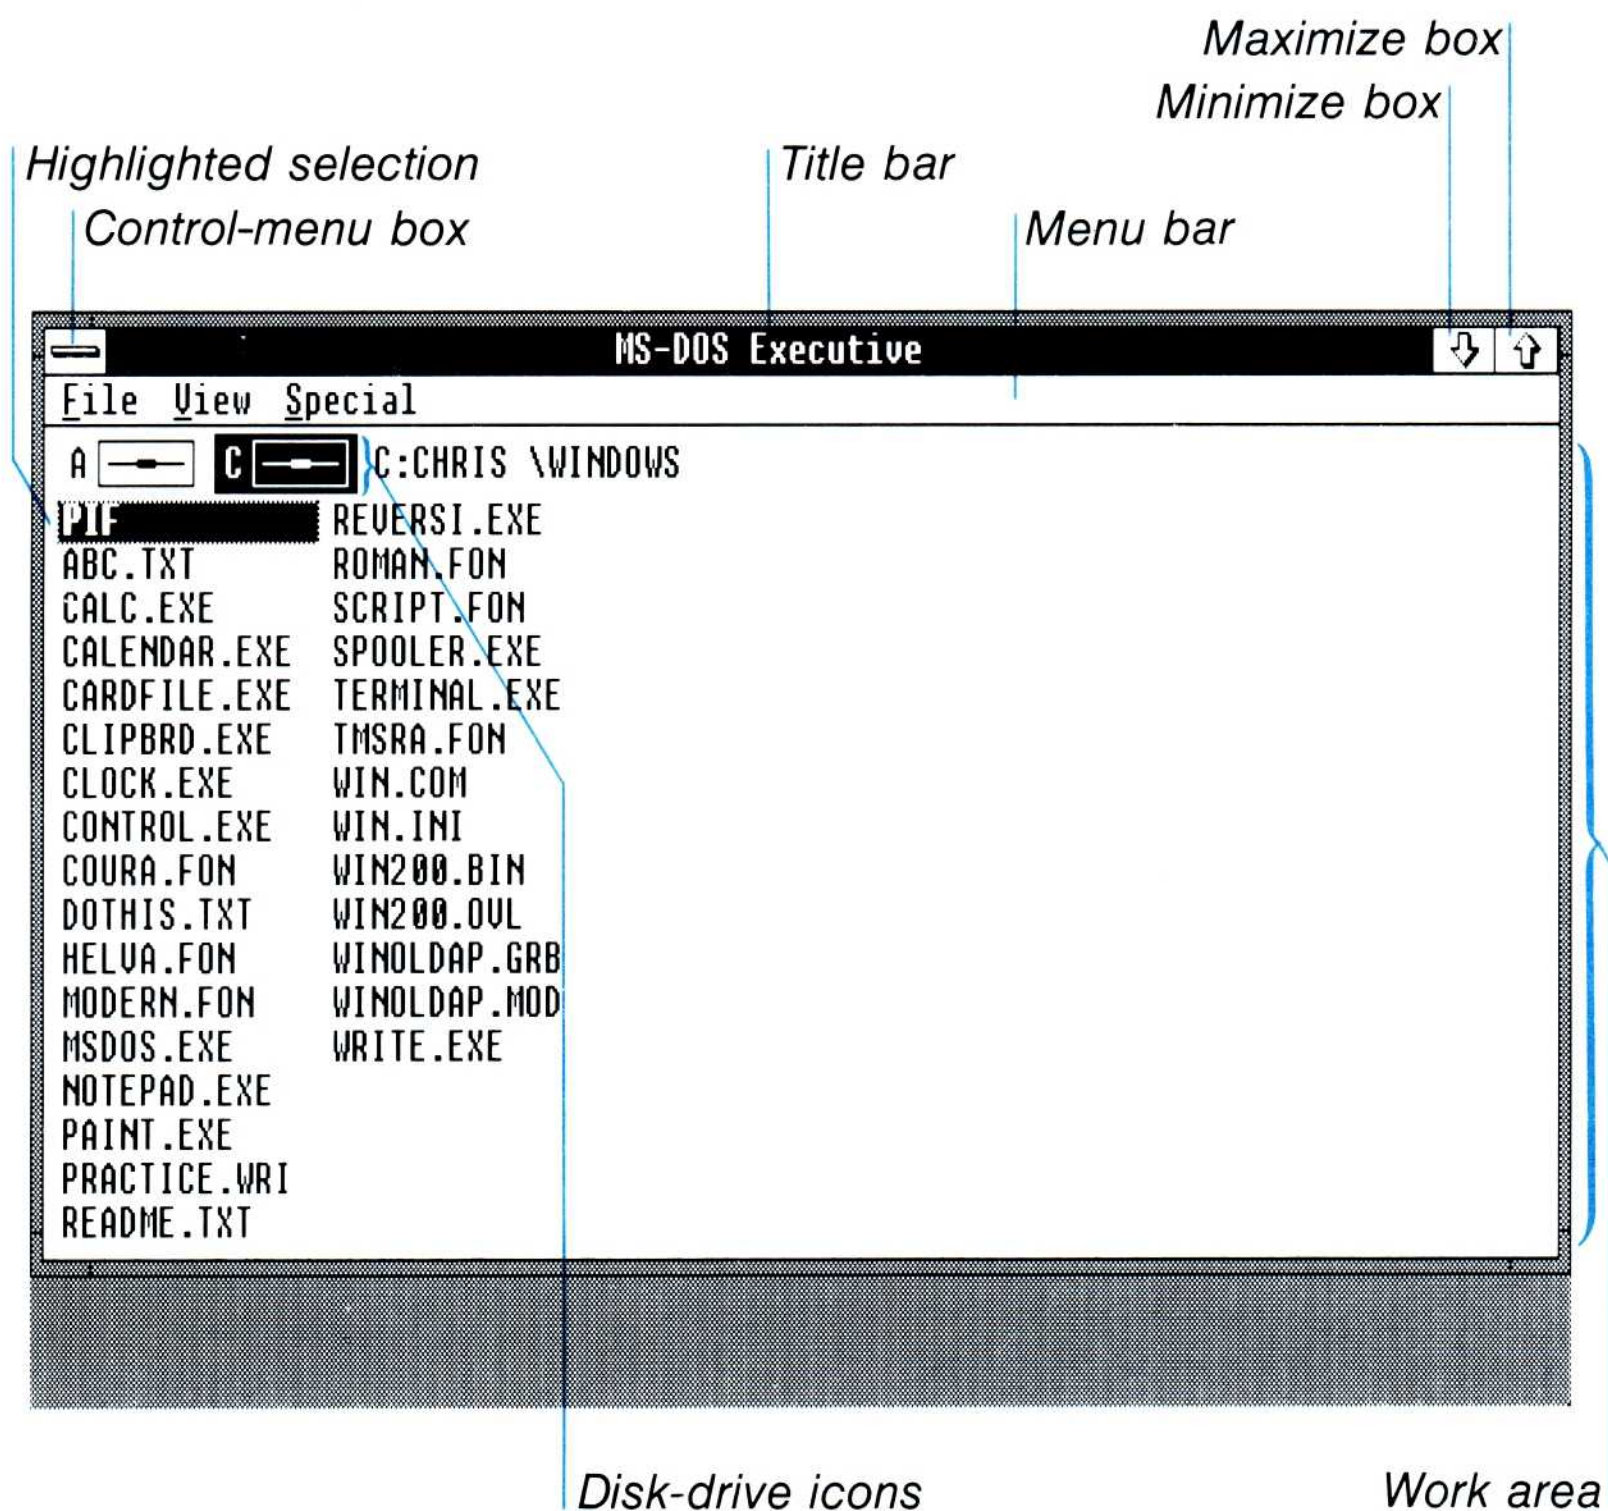 Maximize box
Minimize box
Highlighted selection
Title bar
Control-menu box
Menu bar
MS-DOS Executive
File View Special
A C C:CHRIS \WINDOWS
PIF REVERSI.EXE
ABC.TXT ROMAN.FON
CALC.EXE SCRIPT.FON
CALENDAR.EXE SPOOLER.EXE
CARDFILE.EXE TERMINAL.EXE
CLIPBRD.EXE TMSRA.FON
CLOCK.EXE WIN.COM
CONTROL.EXE WIN.INI
COURA.FON WIN200.BIN
DOTHIS.TXT WIN200.OVL
HELVA.FON WINOLDAP.GRB
MODERN.FON WINOLDAP.MOD
MSDOS.EXE WRITE.EXE
NOTEPAD.EXE
PAINT.EXE
PRACTICE.WRI
README.TXT
Disk-drive icons
Work area